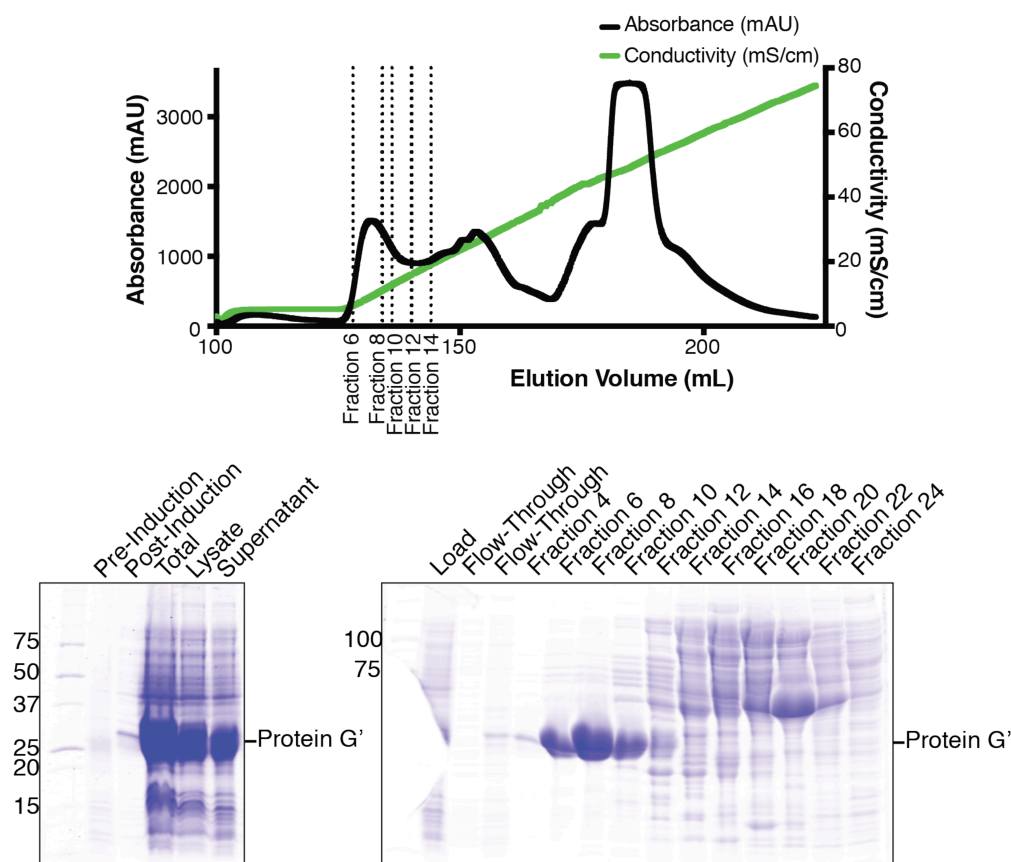 Absorbance (mAU)
Conductivity (mS/cm)
Absorbance (mAU)
3000
2000
1000
0
80
60
40
20
0
Conductivity (mS/cm)
100
150
200
Fraction 6
Fraction 8
Fraction 10
Fraction 12
Fraction 14
Elution Volume (mL)
Pre-Induction
Post-Induction
Total
Lysate
Supernatant
75
50
37
25
20
15
Protein G’
Load
Flow-Through
Flow-Through
Fraction 4
Fraction 6
Fraction 8
Fraction 10
Fraction 12
Fraction 14
Fraction 16
Fraction 18
Fraction 20
Fraction 22
Fraction 24
100
75
Protein G’